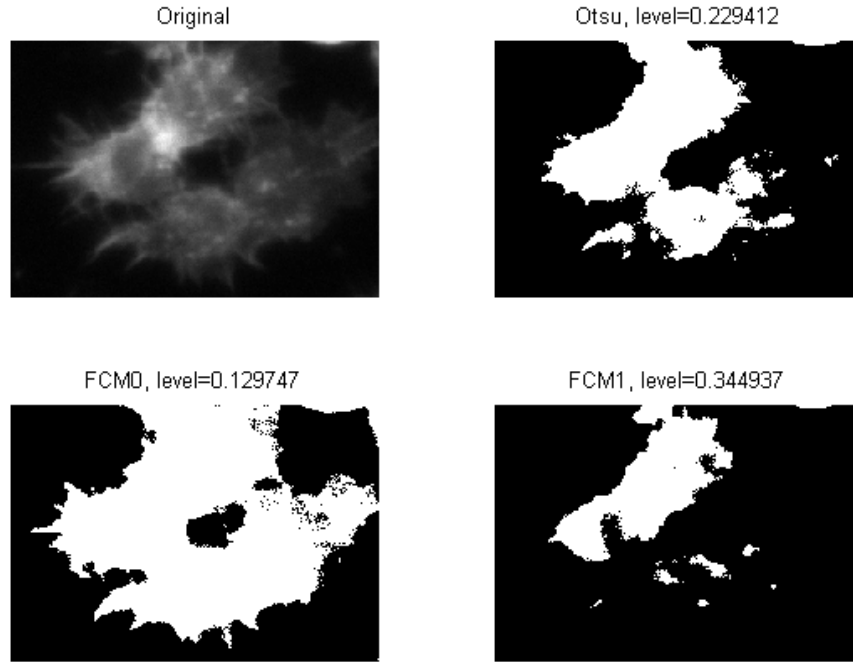 Original
Otsu, level=0.229412
FCM0, level=0.129747
FCM1, level=0.344937